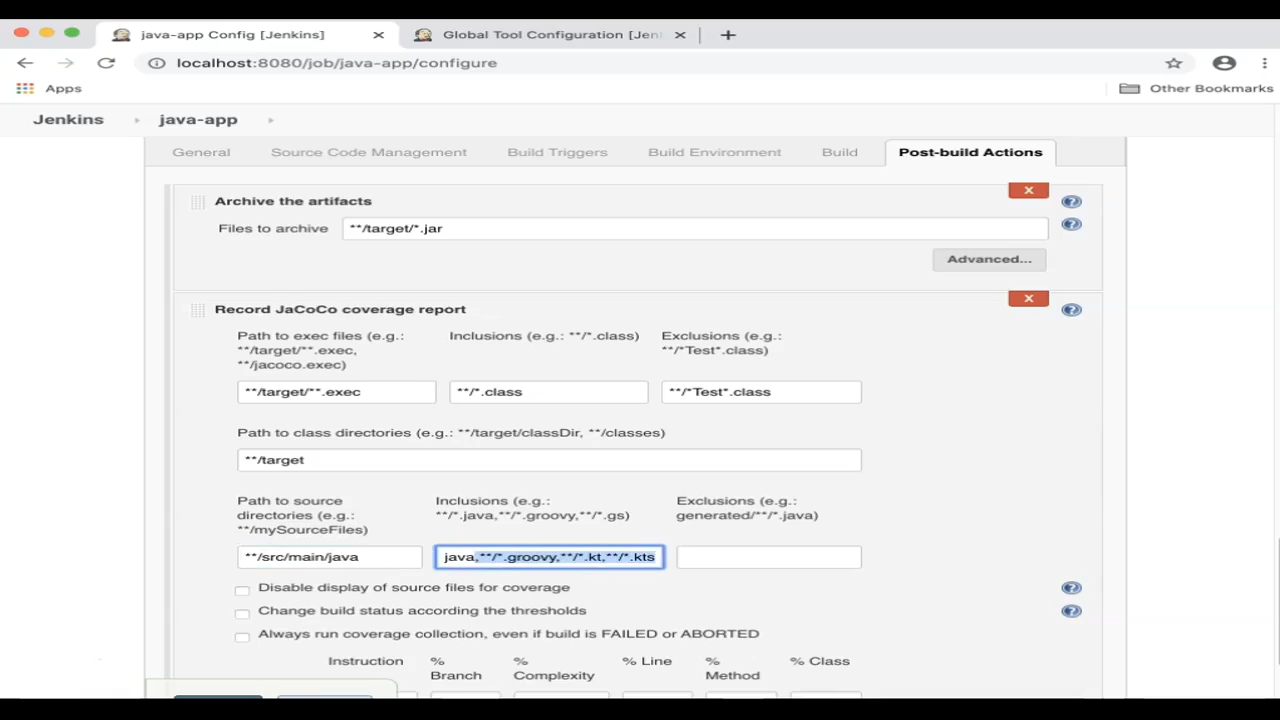 java-app Config [Jenkins]
Global Tool Configuration [Jen
localhost:8080/job/java-app/configure
Apps
Other Bookmarks
Jenkins
java-app
General
Source Code Management
Build Triggers
Build Environment
Build
Post-build Actions
Archive the artifacts
x
Files to archive
**/target/*.jar
Advanced...
Record JaCoCo coverage report
x
Path to exec files (e.g.:
**/target/**.exec,
**/jacoco.exec)
Inclusions (e.g.: **/*.class)
Exclusions (e.g.:
**/*Test*.class)
**/target/**.exec
**/*.class
**/*Test*.class
Path to class directories (e.g.: **/target/classDir, **/classes)
**/target
Path to source
directories (e.g.:
**/mySourceFiles)
Inclusions (e.g.:
**/*.java,**/*.groovy,**/*.gs)
Exclusions (e.g.:
generated/**/*.java)
**/src/main/java
java,**/*.groovy,**/*.kt,**/*.kts
Disable display of source files for coverage
Change build status according the thresholds
Always run coverage collection, even if build is FAILED or ABORTED
Instruction
%
Branch
%
Complexity
% Line
%
Method
% Class